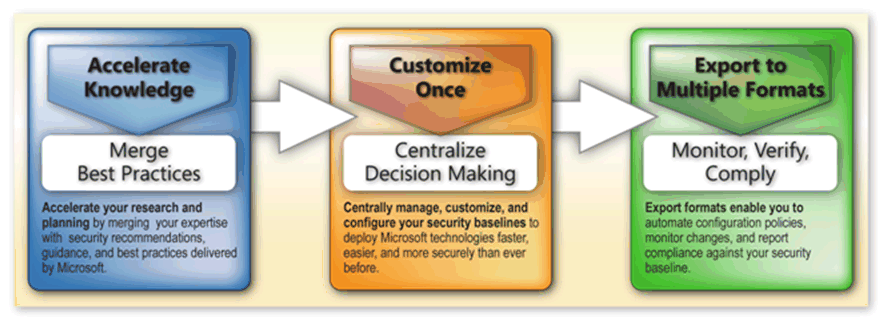 Accelerate
Knowledge
Merge
Best Practices
Accelerate your research and
planning by merging your expertise
with security recommendations,
guidance, and best practices delivered
by Microsoft.
Customize
Once
Centralize
Decision Making
Centrally manage, customize, and
configure your security baselines to
deploy Microsoft technologies faster,
easier, and more securely than ever
before.
Export to
Multiple Formats
Monitor, Verify,
Comply
Export formats enable you to
automate configuration policies,
monitor changes, and report
compliance against your security
baseline.